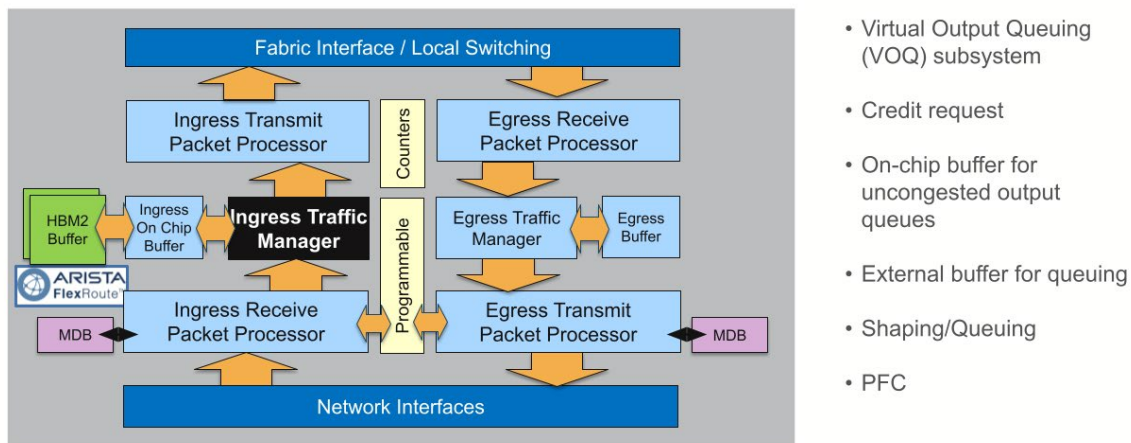 Fabric Interface / Local Switching
Ingress Transmit
Packet Processor
Counters
Egress Receive
Packet Processor
HBM2
Buffer
Ingress
On Chip
Buffer
Ingress Traffic
Manager
Programmable
Egress Traffic
Manager
Egress
Buffer
ARISTA
FlexRoute™
MDB
Ingress Receive
Packet Processor
Egress Transmit
Packet Processor
MDB
Network Interfaces
• Virtual Output Queuing
(VOQ) subsystem
• Credit request
• On-chip buffer for
uncongested output
queues
• External buffer for queuing
• Shaping/Queuing
• PFC